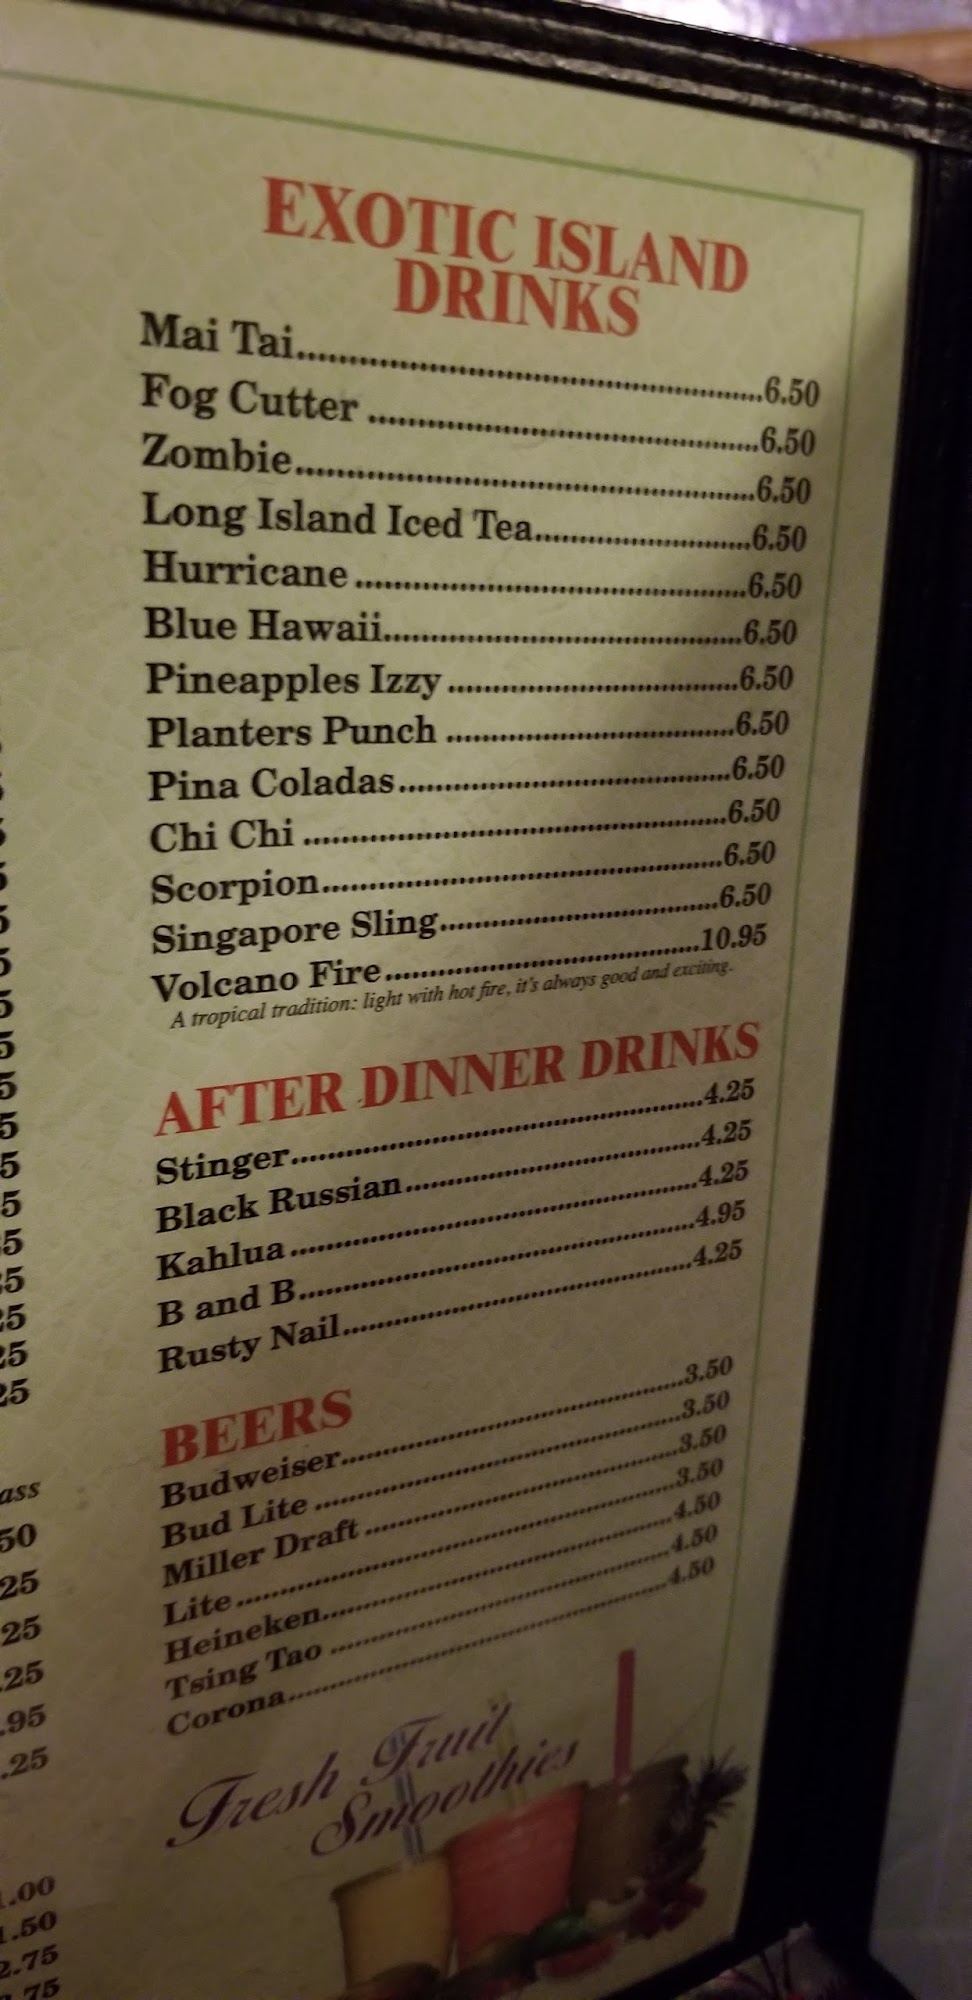 EXOTIC ISLAND
DRINKS
Mai Tai 6.50
Fog Cutter 6.50
Zombie 6.50
Long Island Iced Tea 6.50
Hurricane 6.50
Blue Hawaii 6.50
Pineapples Izzy 6.50
Planters Punch 6.50
Pina Coladas 6.50
Chi Chi 6.50
Scorpion 6.50
Singapore Sling 6.50
Volcano Fire 10.95
A tropical tradition: light with hot fire, it's always good and exciting.
AFTER DINNER DRINKS
Stinger 4.25
Black Russian 4.25
Kahlua 4.25
B and B 4.95
Rusty Nail 4.25
BEERS
Budweiser 3.50
Bud Lite 3.50
Miller Draft 3.50
Lite 3.50
Heineken 4.50
Tsing Tao 4.50
Corona 4.50
Fresh Fruit
Smoothies